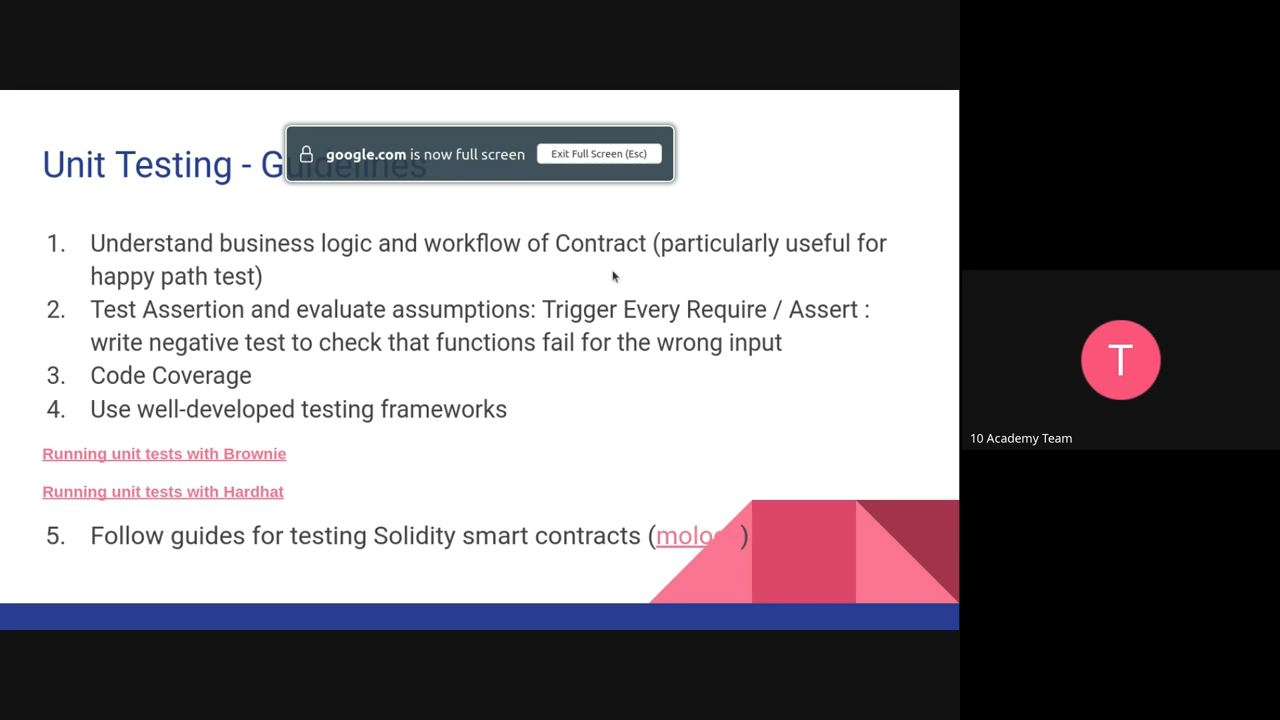 Unit Testing - Guidelines
google.com is now full screen
Exit Full Screen (Esc)
1. Understand business logic and workflow of Contract (particularly useful for
happy path test)
2. Test Assertion and evaluate assumptions: Trigger Every Require / Assert :
write negative test to check that functions fail for the wrong input
3. Code Coverage
4. Use well-developed testing frameworks
Running unit tests with Brownie
Running unit tests with Hardhat
5. Follow guides for testing Solidity smart contracts ( )
T
10 Academy Team